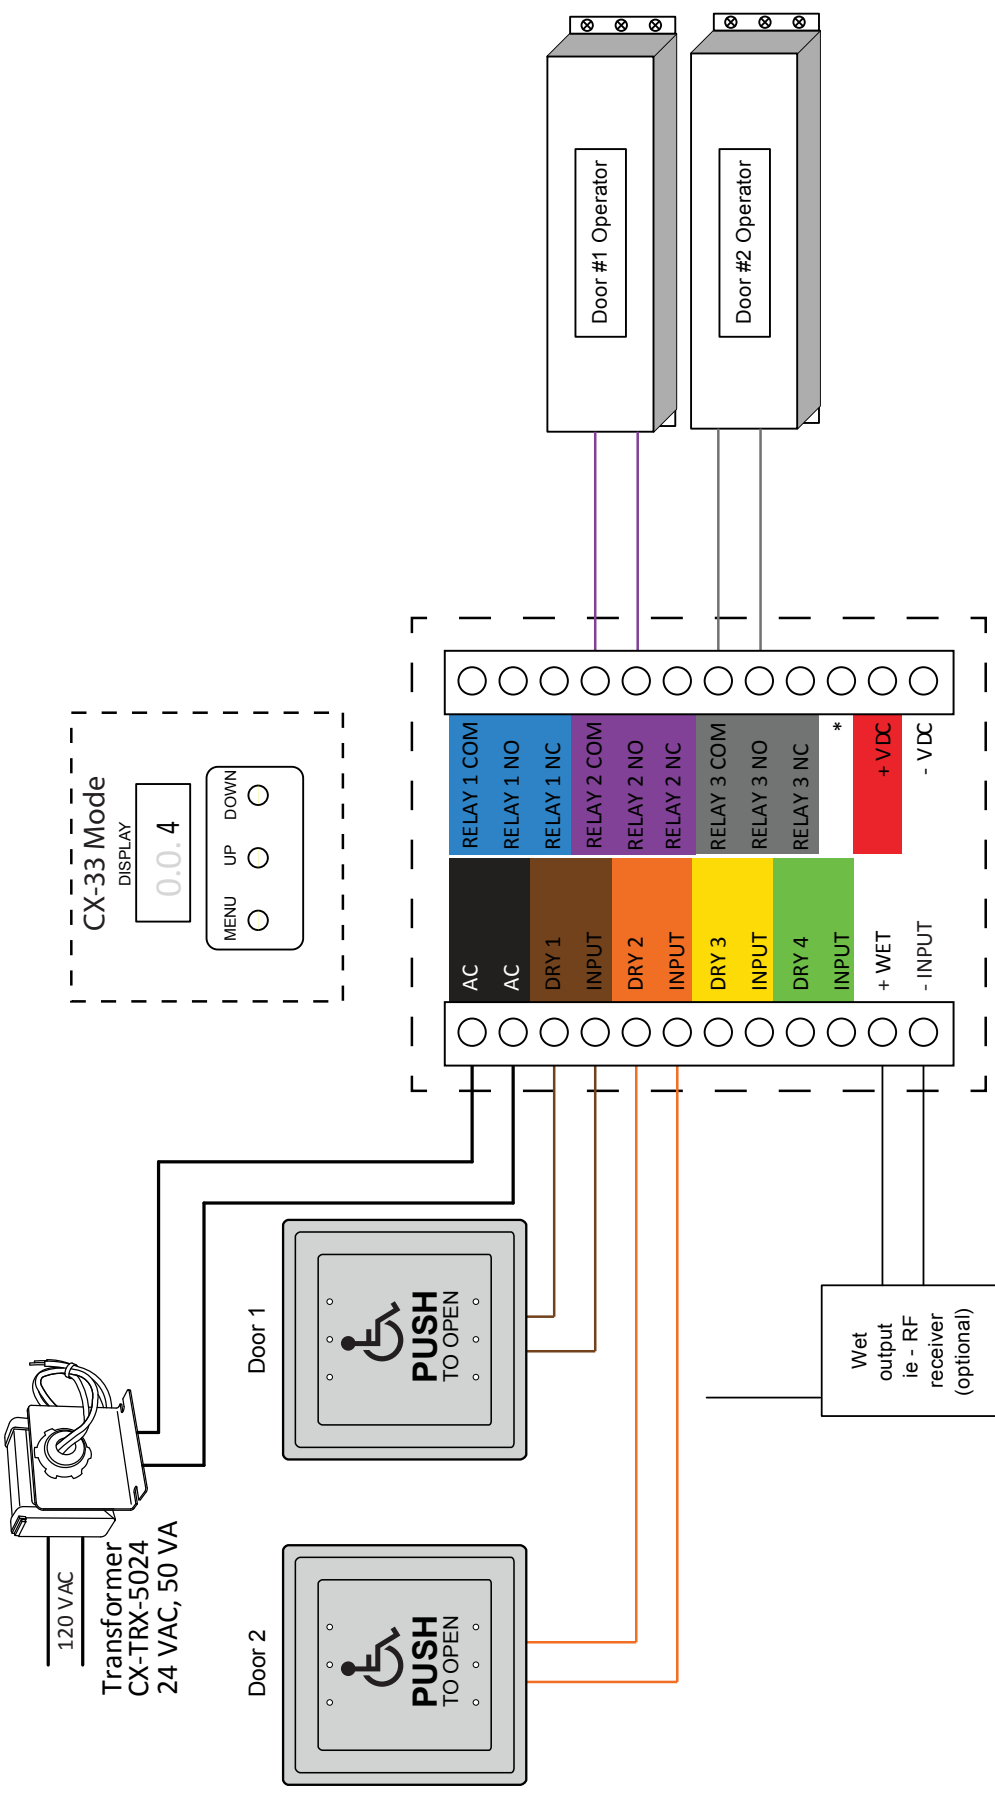 120 VAC
Transformer
CX-TRX-5024
24 VAC, 50 VA
CX-33 Mode
DISPLAY
0.0. 4
MENU
UP
DOWN
Door 2
PUSH
TO OPEN
Door 1
PUSH
TO OPEN
AC
AC
DRY 1
INPUT
DRY 2
INPUT
DRY 3
INPUT
DRY 4
INPUT
+ WET
- INPUT
RELAY 1 COM
RELAY 1 NO
RELAY 1 NC
RELAY 2 COM
RELAY 2 NO
RELAY 2 NC
RELAY 3 COM
RELAY 3 NO
RELAY 3 NC
*
+ VDC
- VDC
Door #1 Operator
Door #2 Operator
Wet
output
ie - RF
receiver
(optional)